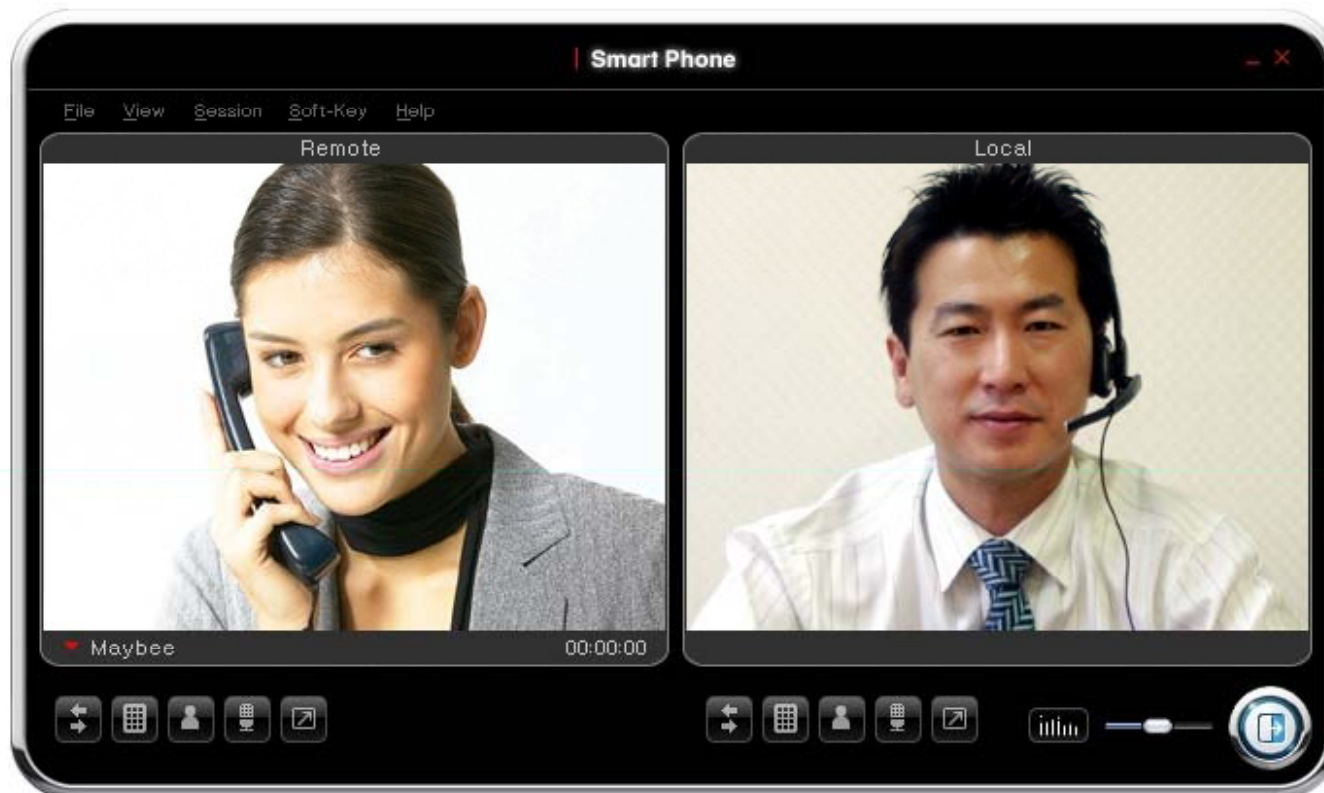 Smart Phone
File View Session Soft-Key Help
Remote
Local
Maybee 00:00:00